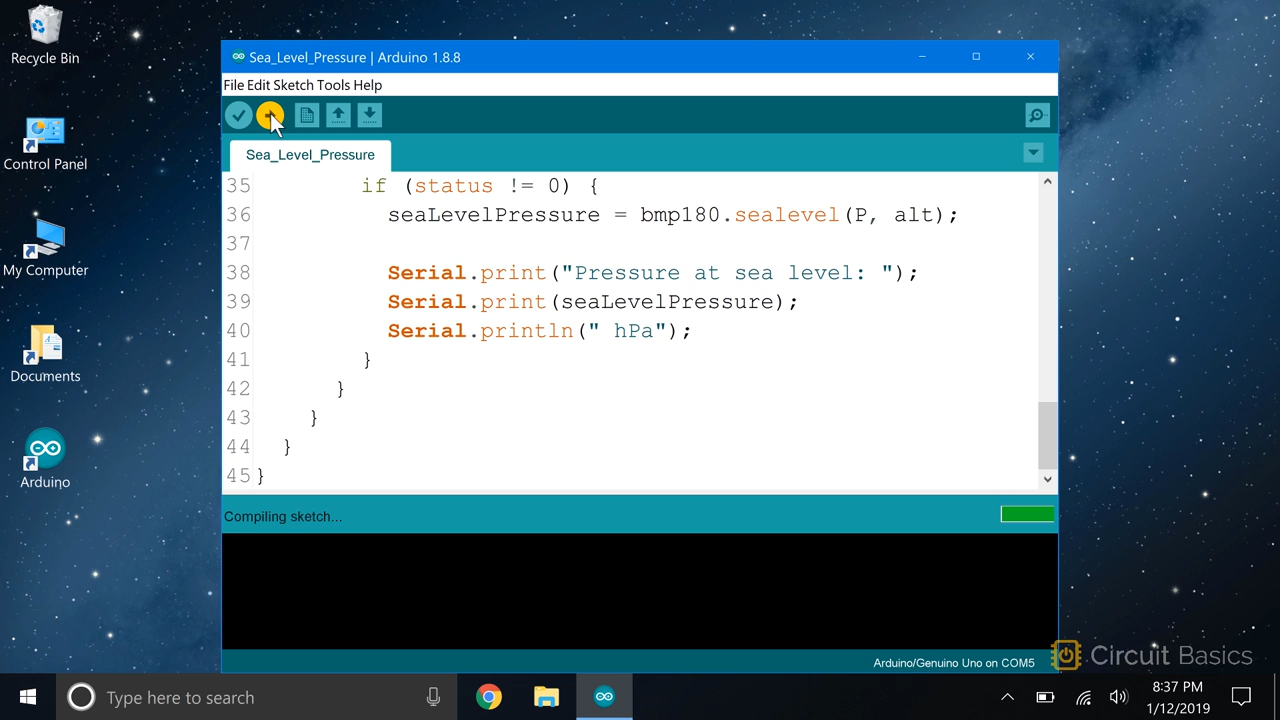 Recycle Bin
Control Panel
My Computer
Documents
Arduino
Sea_Level_Pressure | Arduino 1.8.8
File Edit Sketch Tools Help
Sea_Level_Pressure
35 if (status != 0) {
36 seaLevelPressure = bmp180.sealevel(P, alt);
37
38 Serial.print("Pressure at sea level: ");
39 Serial.print(seaLevelPressure);
40 Serial.println(" hPa");
41 }
42 }
43 }
44 }
45 }
Compiling sketch...
Arduino/Genuino Uno on COM5
Circuit Basics
Type here to search
8:37 PM
1/12/2019